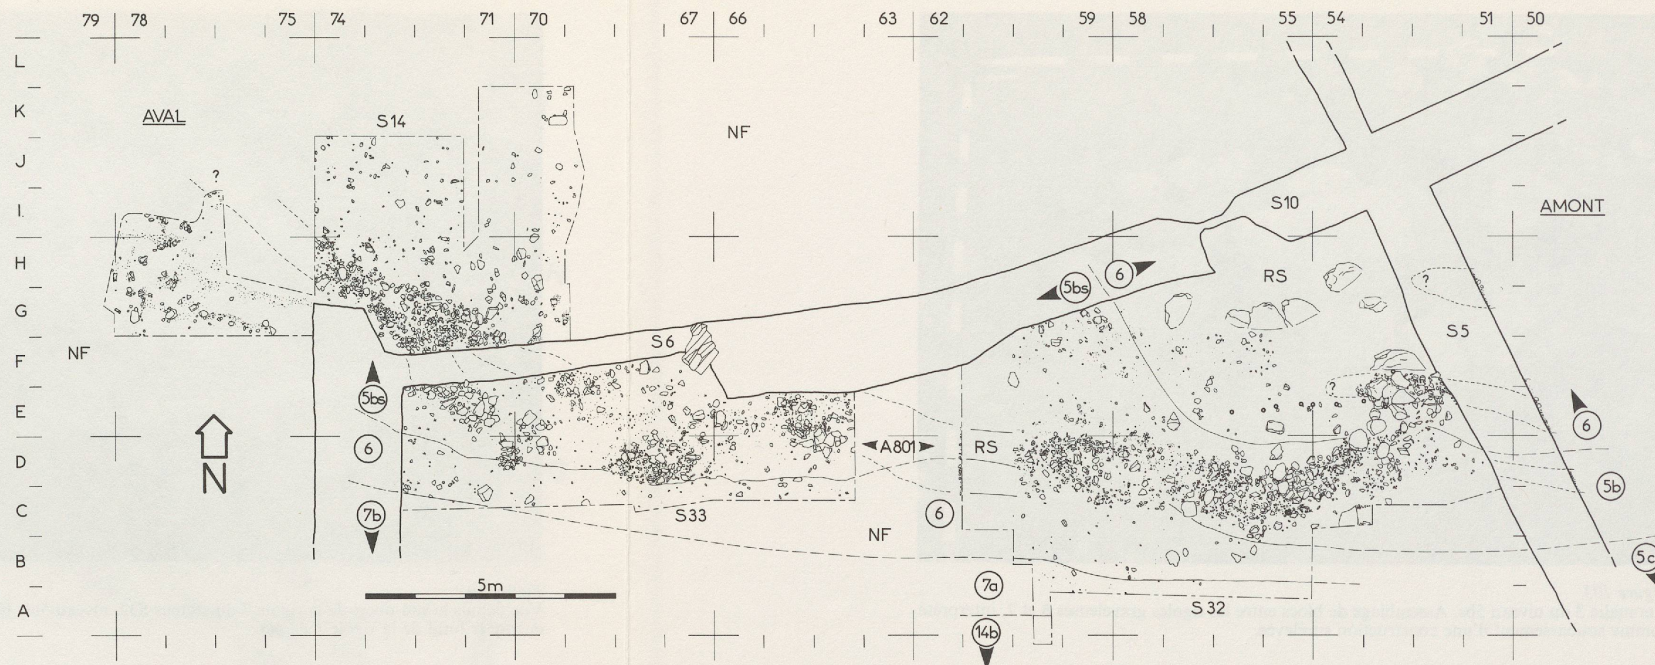 79 78 75 74 71 70 67 66 63 62 59 58 55 54 51 50
L
K
AVAL
S14
NF
J
?
I
S10
AMONT
H
5bs
6
RS
?
G
S6
S5
NF
F
?
5bs
E
6
6
A801
RS
D
N
5b
C
7b
S33
6
NF
B
5c
5m
7a
A
S32
14b